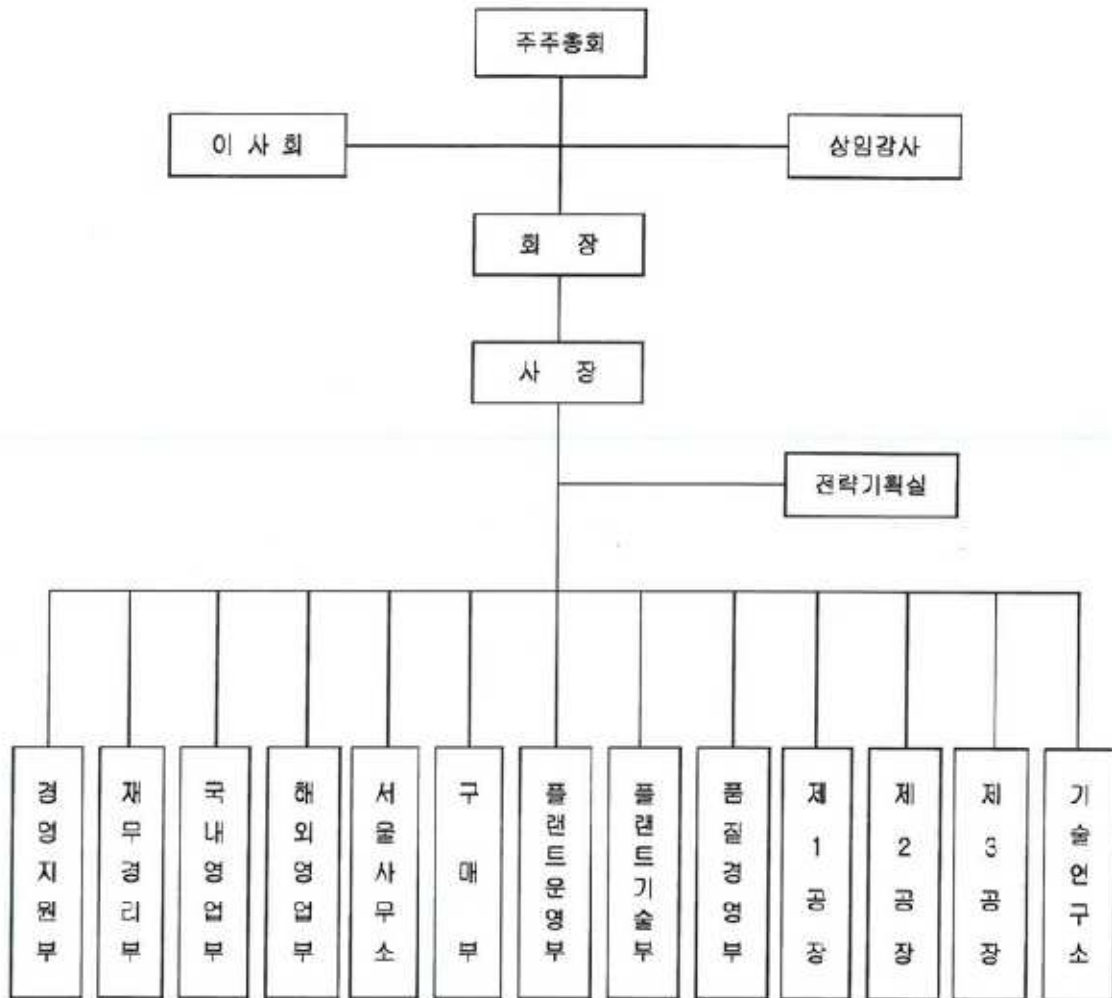 주주총회
이 사 회
상임감사
회 장
사 장
전략기획실
경영지원부
재무경리부
국내영업부
해외영업부
서울사무소
구매부
플랜트운영부
플랜트기술부
품질경영부
제1공장
제2공장
제3공장
기술연구소